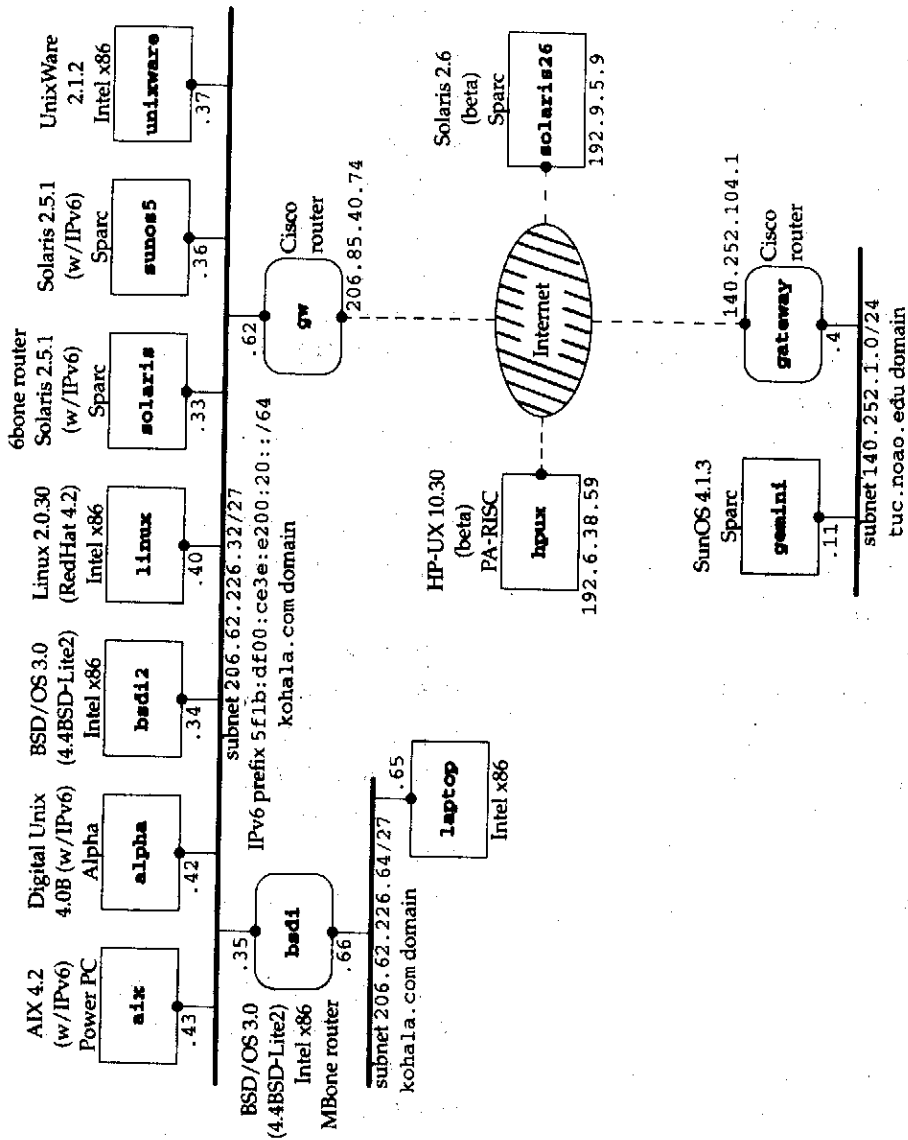 AIX 4.2
(w/IPv6)
Power PC
aix
.43
Digital Unix
4.0B (w/IPv6)
Alpha
alpha
.42
BSD/OS 3.0
(4.4BSD-Lite2)
Intel x86
bsdi2
.34
Linux 2.0.30
(RedHat 4.2)
Intel x86
linux
.40
6bone router
Solaris 2.5.1
(w/IPv6)
Sparc
solaris
.33
Solaris 2.5.1
(w/IPv6)
Sparc
sunos5
.36
UnixWare
2.1.2
Intel x86
unixware
.37
subnet 206.62.226.32/27
IPv6 prefix 5f1b:df00:ce3e:e200:20::/64
kohala.com domain
.35
bsdi
.66
BSD/OS 3.0
(4.4BSD-Lite2)
Intel x86
MBone router
.62
gw
Cisco
router
206.85.40.74
subnet 206.62.226.64/27
kohala.com domain
.65
laptop
Intel x86
HP-UX 10.30
(beta)
PA-RISC
hpux
192.6.38.59
Internet
Solaris 2.6
(beta)
Sparc
solaris26
192.9.5.9
140.252.104.1
gateway
Cisco
router
.4
SunOS 4.1.3
Sparc
gemini
.11
subnet 140.252.1.0/24
tuc.noao.edu domain